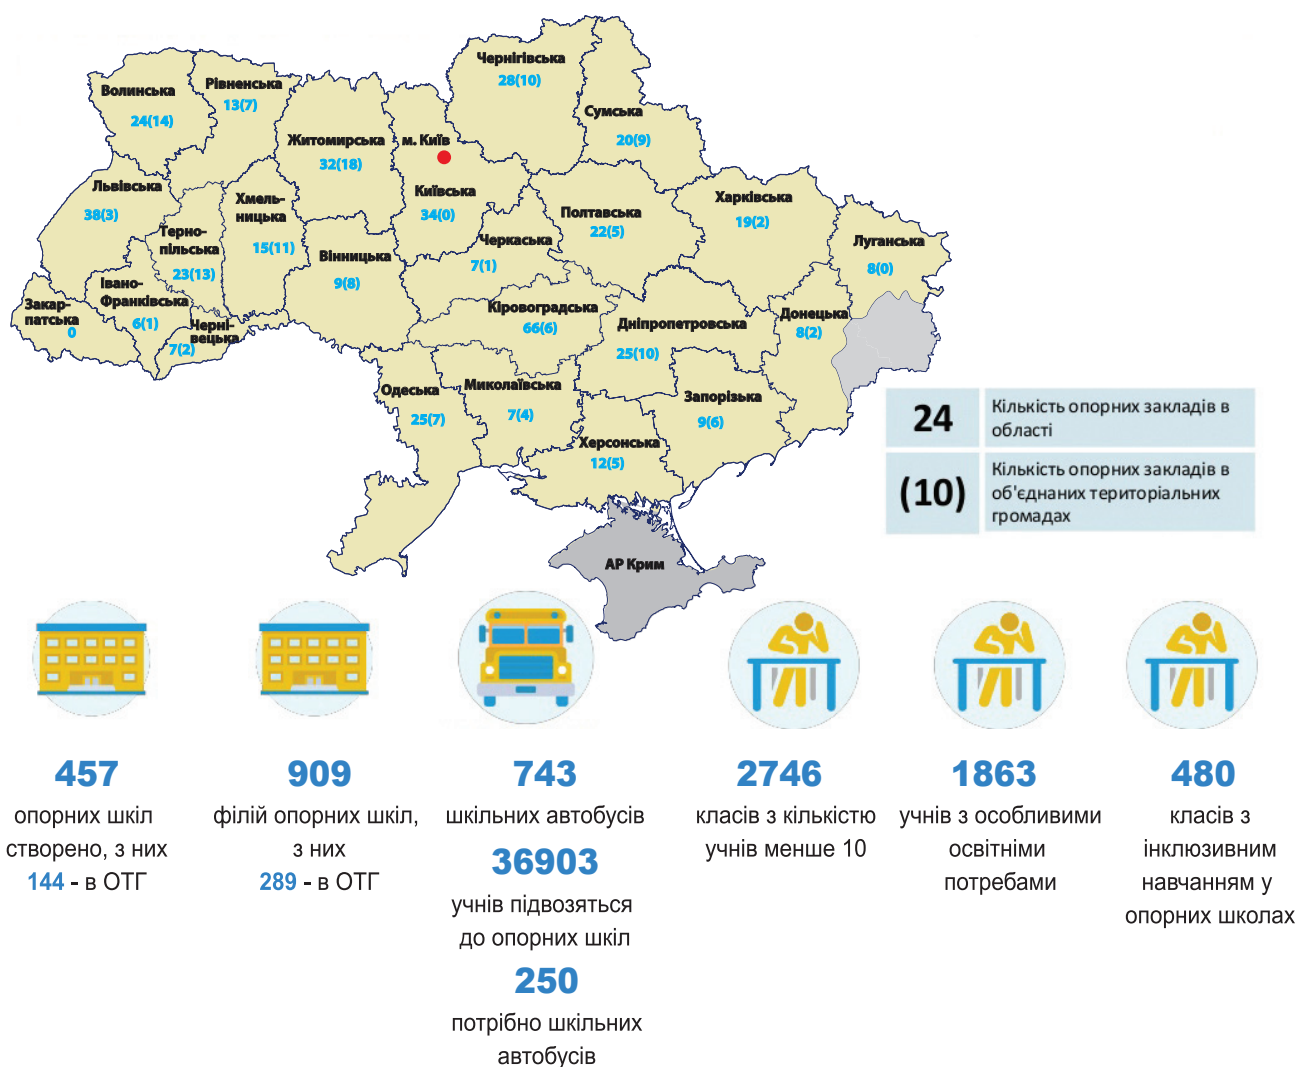 Чернігівська
28(10)
Волинська
24(14)
Рівненська
13(7)
Сумська
20(9)
Житомирська
32(18)
м. Київ
Київська
34(0)
Львівська
38(3)
Хмель-
ницька
15(11)
Терно-
пільська
23(13)
Полтавська
22(5)
Харківська
19(2)
Луганська
8(0)
Черкаська
7(1)
Вінницька
9(8)
Івано-
Франківська
6(1)
Закар-
патська
0
Черні-
вецька
7(2)
Кіровоградська
66(6)
Дніпропетровська
25(10)
Донецька
8(2)
Одеська
25(7)
Миколаївська
7(4)
Запорізька
9(6)
Херсонська
12(5)
АР Крим
24
Кількість опорних закладів в
області
(10)
Кількість опорних закладів в
об'єднаних територіальних
громадах
457
опорних шкіл
створено, з них
144 - в ОТГ
909
філій опорних шкіл,
з них
289 - в ОТГ
743
шкільних автобусів
36903
учнів підвозяться
до опорних шкіл
250
потрібно шкільних
автобусів
2746
класів з кількістю
учнів менше 10
1863
учнів з особливими
освітніми
потребами
480
класів з
інклюзивним
навчанням у
опорних школах